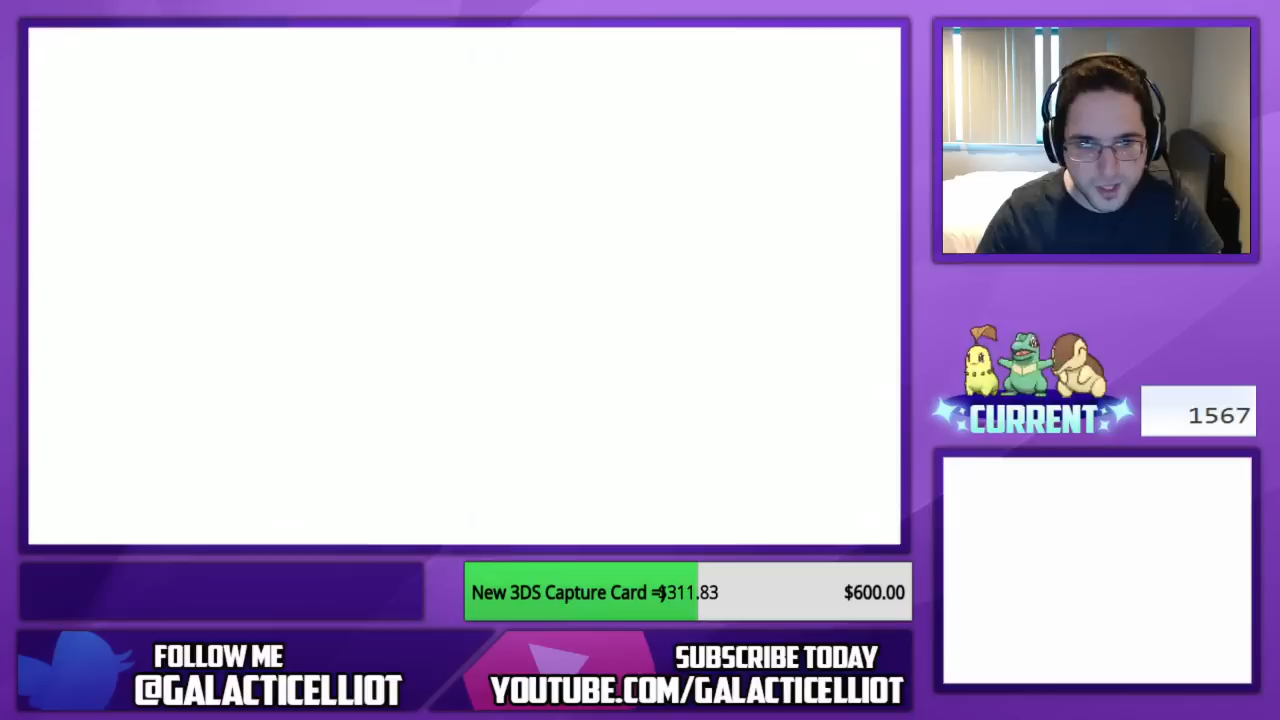 CURRENT
1567
New 3DS Capture Card =) $311.83 $600.00
FOLLOW ME
@GALACTICELLIOT
SUBSCRIBE TODAY
YOUTUBE.COM/GALACTICELLIOT